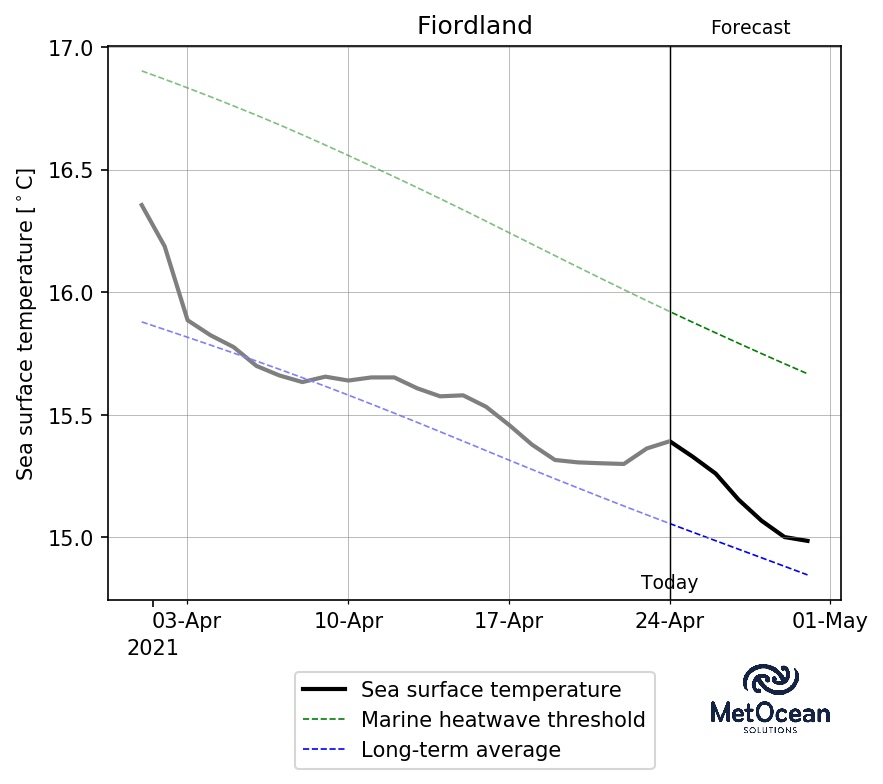 Fiordland
Forecast
Sea surface temperature [°C]
17.0
16.5
16.0
15.5
15.0
Today
03-Apr
10-Apr
17-Apr
24-Apr
01-May
2021
Sea surface temperature
Marine heatwave threshold
Long-term average
MetOcean
SOLUTIONS